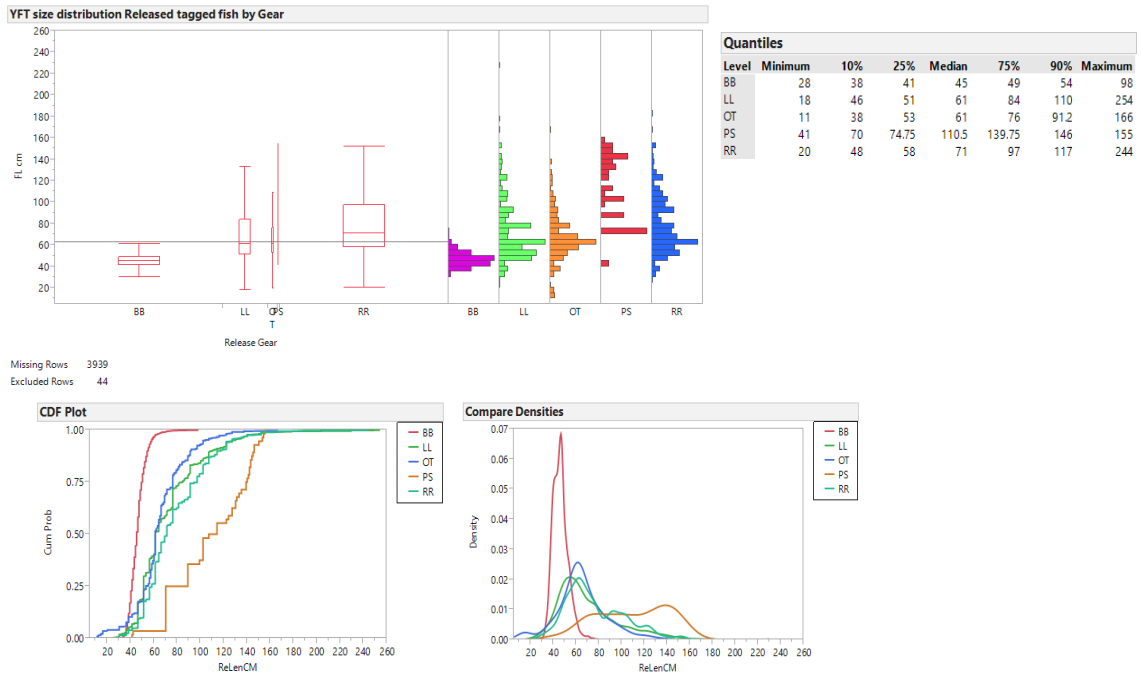 YFT size distribution Released tagged fish by Gear
260
240
220
200
180
160
140
120
100
80
60
40
20
FL cm
BB LL OT PS RR BB LL OT PS RR
Release Gear
Quantiles
Level Minimum 10% 25% Median 75% 90% Maximum
BB 28 38 41 45 49 54 98
LL 18 46 51 61 84 110 254
OT 11 38 53 61 76 91.2 166
PS 41 70 74.75 110.5 139.75 146 155
RR 20 48 58 71 97 117 244
Missing Rows 3939
Excluded Rows 44
CDF Plot
1.00
0.75
0.50
0.25
0.00
Cum Prob
20 40 60 80 100 120 140 160 180 200 220 240 260
ReLenCM
BB
LL
OT
PS
RR
Compare Densities
0.07
0.06
0.05
0.04
0.03
0.02
0.01
0.00
Density
20 40 60 80 100 120 140 160 180 200 220 240 260
ReLenCM
BB
LL
OT
PS
RR